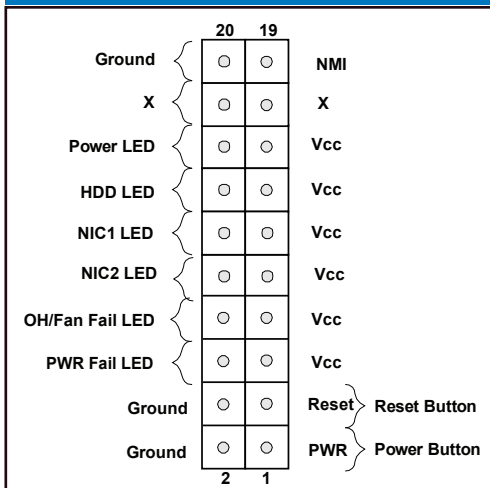 20 19
Ground NMI
X X
Power LED Vcc
HDD LED Vcc
NIC1 LED Vcc
NIC2 LED Vcc
OH/Fan Fail LED Vcc
PWR Fail LED Vcc
Ground Reset Reset Button
Ground PWR Power Button
2 1